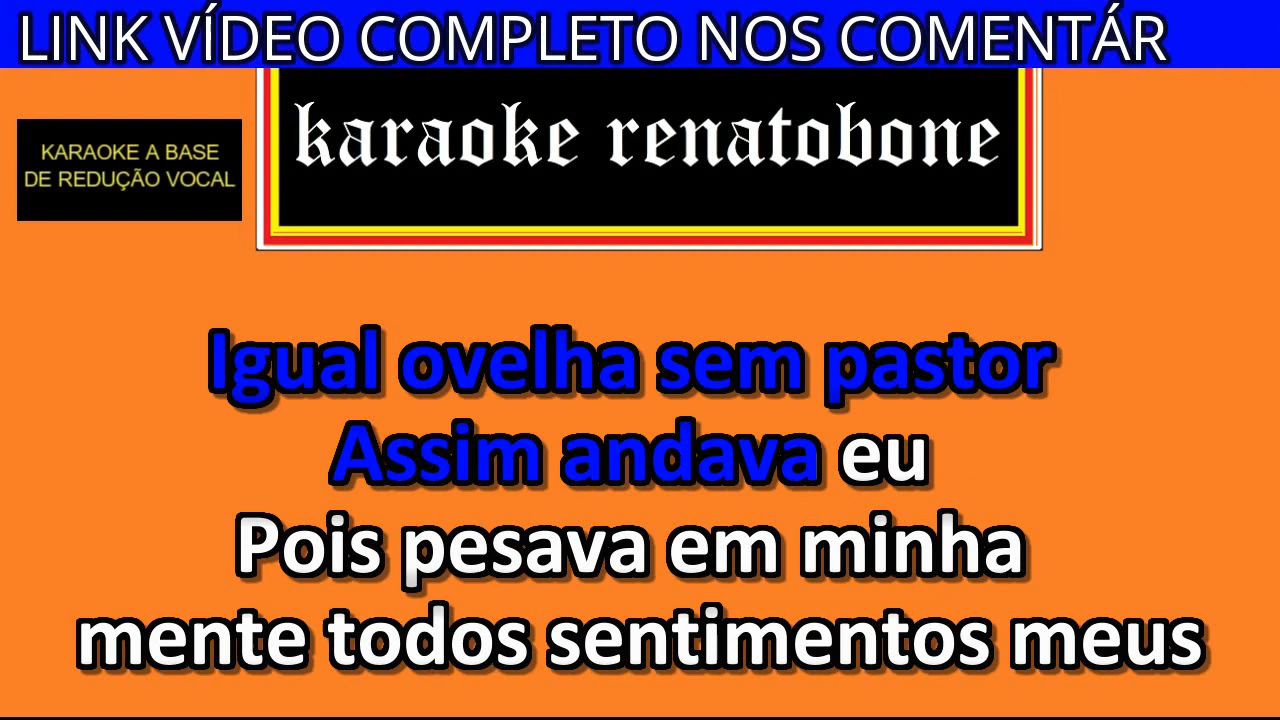 LINK VÍDEO COMPLETO NOS COMENTÁR
karaoke renatobone
KARAOKE A BASE
DE REDUÇÃO VOCAL
Igual ovelha sem pastor
Assim andava eu
Pois pesava em minha
mente todos sentimentos meus